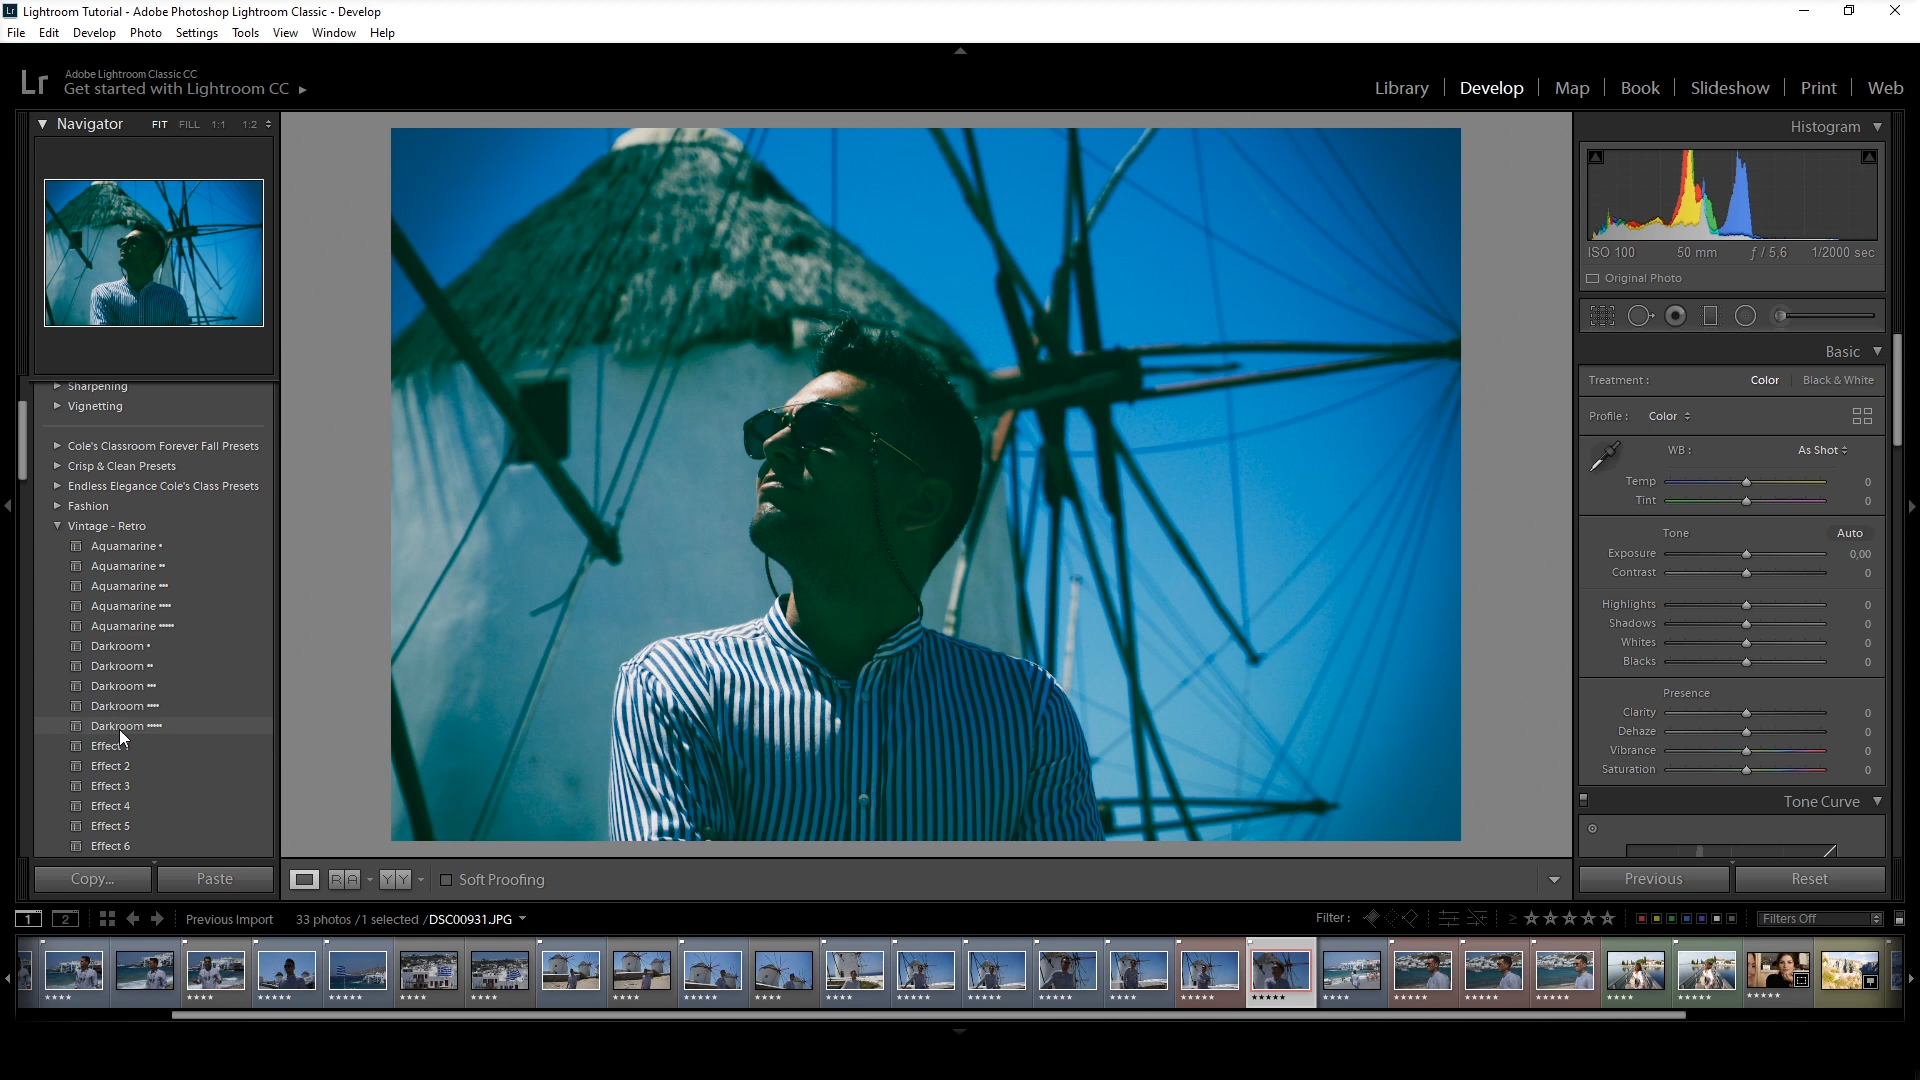 Lr Lightroom Tutorial - Adobe Photoshop Lightroom Classic - Develop
File Edit Develop Photo Settings Tools View Window Help
Lr Adobe Lightroom Classic CC
Get started with Lightroom CC
Library Develop Map Book Slideshow Print Web
Navigator FIT FILL 1:1 1:2
Sharpening
Vignetting
Cole's Classroom Forever Fall Presets
Crisp & Clean Presets
Endless Elegance Cole's Class Presets
Fashion
Vintage - Retro
Aquamarine •
Aquamarine ••
Aquamarine •••
Aquamarine ••••
Aquamarine •••••
Darkroom •
Darkroom ••
Darkroom •••
Darkroom ••••
Darkroom •••••
Effect
Effect 2
Effect 3
Effect 4
Effect 5
Effect 6
Copy... Paste
Histogram
ISO 100 50 mm f / 5,6 1/2000 sec
Original Photo
Basic
Treatment : Color Black & White
Profile : Color
WB : As Shot
Temp 0
Tint 0
Tone Auto
Exposure 0,00
Contrast 0
Highlights 0
Shadows 0
Whites 0
Blacks 0
Presence
Clarity 0
Dehaze 0
Vibrance 0
Saturation 0
Tone Curve
Previous Reset
R A Y Y Soft Proofing
1 2 Previous Import 33 photos / 1 selected / DSC00931.JPG Filter : ≥ ★★★★★ Filters Off